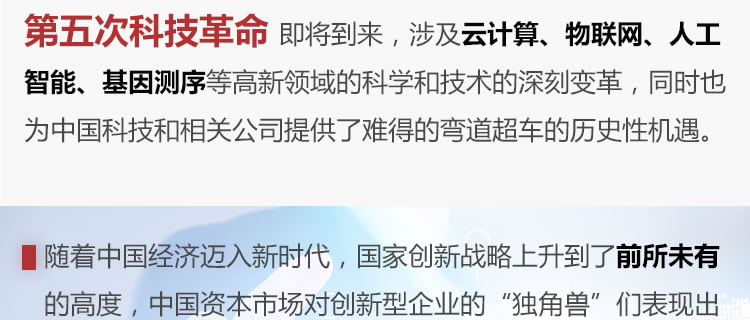 第五次科技革命 即将到来，涉及云计算、物联网、人工
智能、基因测序等高新领域的科学和技术的深刻变革，同时也
为中国科技和相关公司提供了难得的弯道超车的历史性机遇。
随着中国经济迈入新时代，国家创新战略上升到了前所未有
的高度，中国资本市场对创新型企业的“独角兽”们表现出